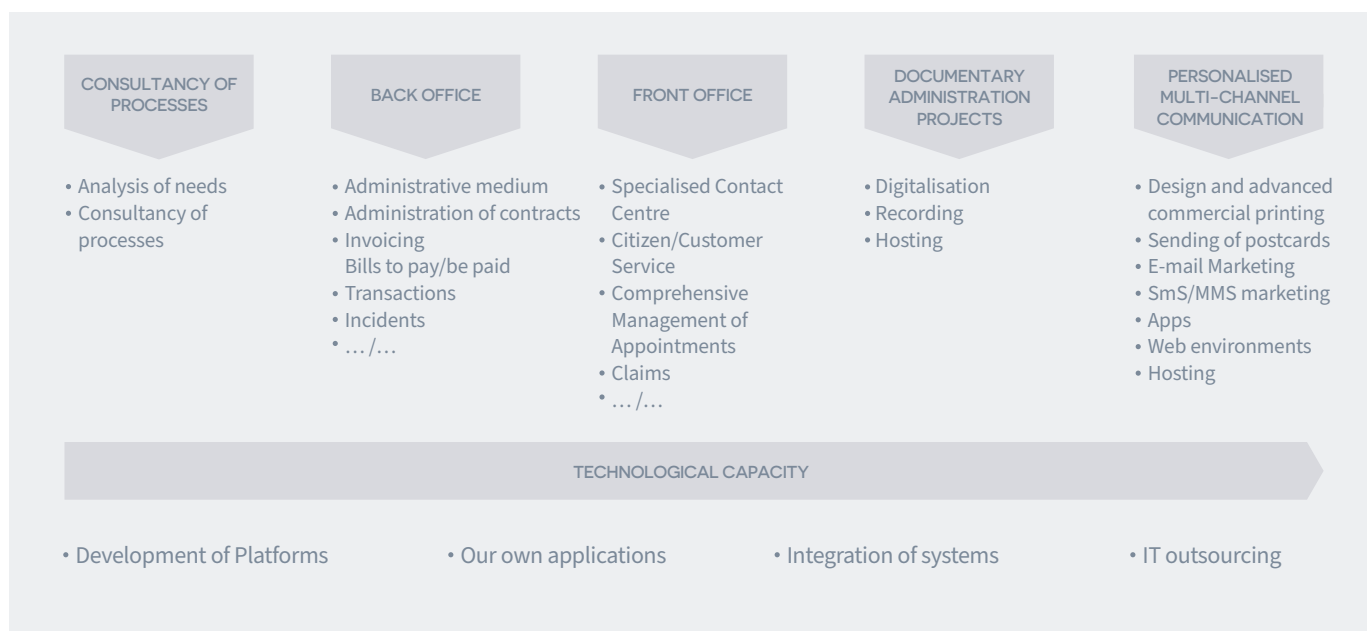 CONSULTANCY OF
PROCESSES
• Analysis of needs
• Consultancy of
processes
BACK OFFICE
• Administrative medium
• Administration of contracts
• Invoicing
Bills to pay/be paid
• Transactions
• Incidents
• … /…
FRONT OFFICE
• Specialised Contact
Centre
• Citizen/Customer
Service
• Comprehensive
Management of
Appointments
• Claims
• … /…
DOCUMENTARY
ADMINISTRATION
PROJECTS
• Digitalisation
• Recording
• Hosting
PERSONALISED
MULTI-CHANNEL
COMMUNICATION
• Design and advanced
commercial printing
• Sending of postcards
• E-mail Marketing
• SmS/MMS marketing
• Apps
• Web environments
• Hosting
TECHNOLOGICAL CAPACITY
• Development of Platforms
• Our own applications
• Integration of systems
• IT outsourcing